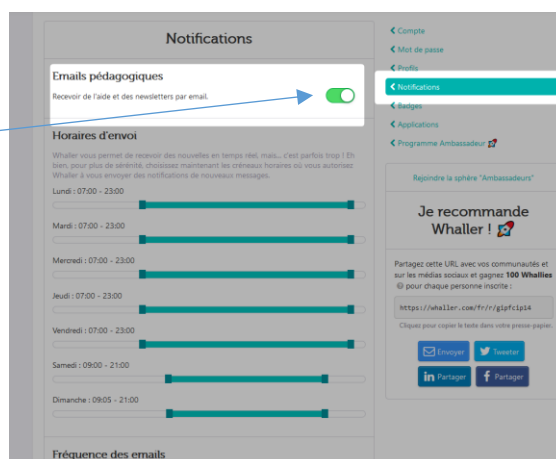 Notifications
Emails pédagogiques
Recevoir de l'aide et des newsletters par email.
Horaires d'envoi
Whaller vous permet de recevoir des nouvelles en temps réel, mais... c'est parfois trop ! Eh
bien, pour plus de sérénité, choisissez maintenant les créneaux horaires où vous autorisez
Whaller à vous envoyer des notifications de nouveaux messages.
Lundi : 07:00 - 23:00
Mardi : 07:00 - 23:00
Mercredi : 07:00 - 23:00
Jeudi : 07:00 - 23:00
Vendredi : 07:00 - 23:00
Samedi : 09:00 - 21:00
Dimanche : 09:05 - 21:00
Fréquence des emails
Compte
Mot de passe
Profils
Notifications
Badges
Applications
Programme Ambassadeur
Rejoindre la sphère "Ambassadeurs"
Je recommande
Whaller !
Partagez cette URL avec vos communautés et
sur les médias sociaux et gagnez 100 Whallies
pour chaque personne inscrite :
https://whaller.com/fr/r/gipfcip14
Cliquez pour copier le texte dans votre presse-papier.
Envoyer
Tweeter
Partager
Partager